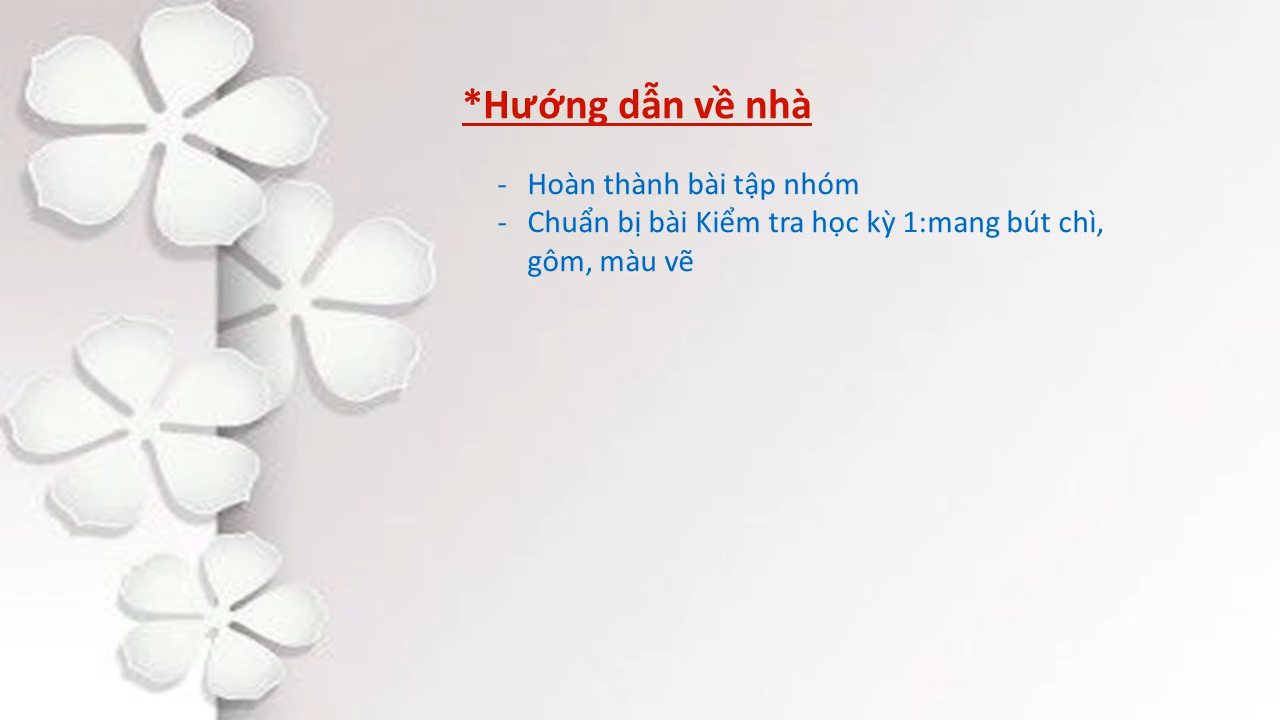 *Hướng dẫn về nhà
- Hoàn thành bài tập nhóm
- Chuẩn bị bài Kiểm tra học kỳ 1:mang bút chì,
gôm, màu vẽ